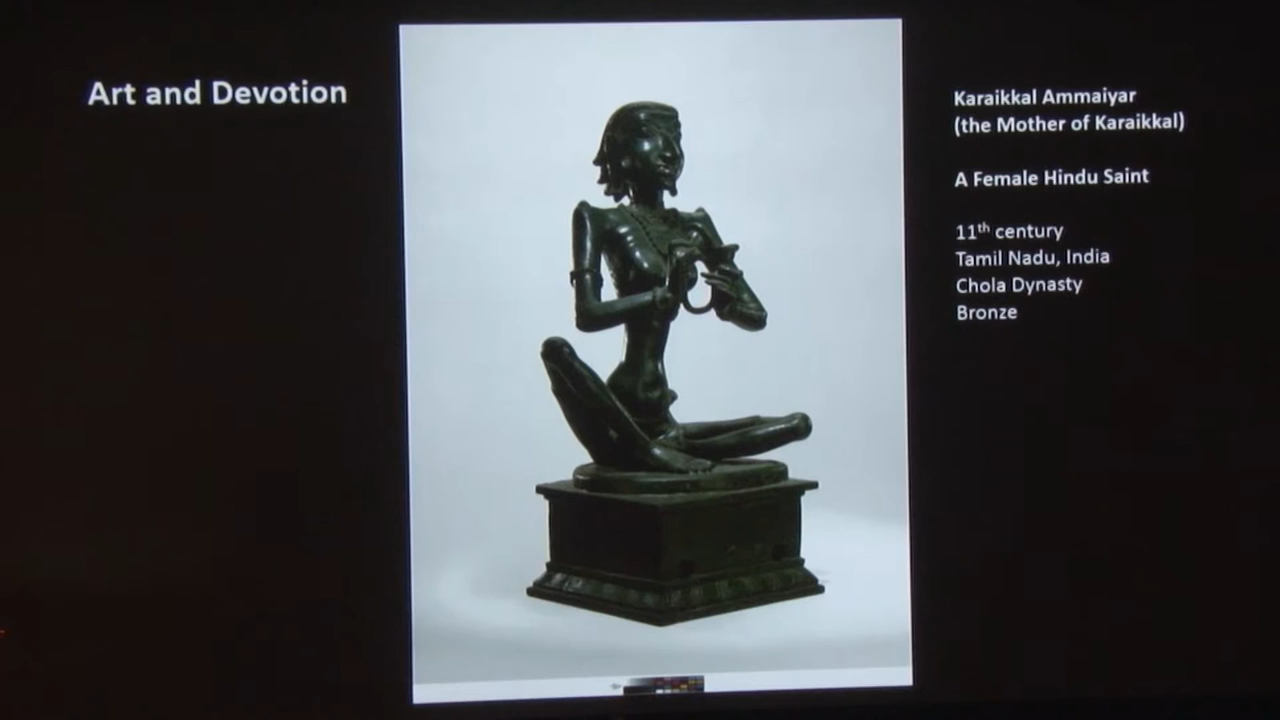 Art and Devotion
Karaikkal Ammaiyar
(the Mother of Karaikkal)
A Female Hindu Saint
11th century
Tamil Nadu, India
Chola Dynasty
Bronze